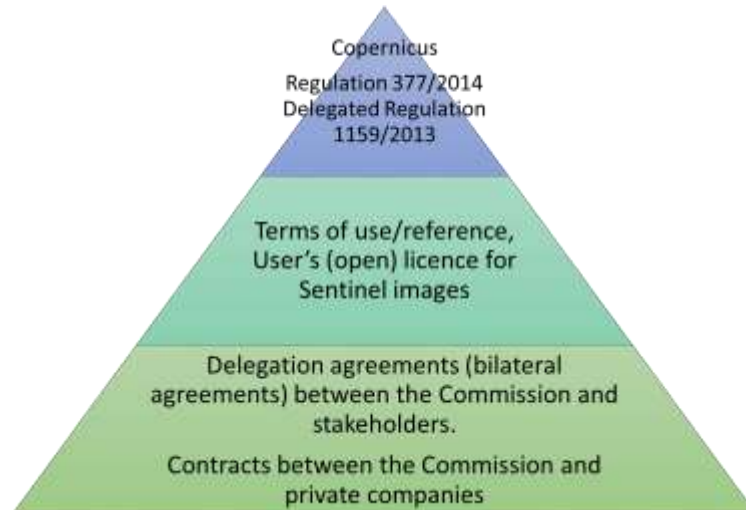 Copernicus
Regulation 377/2014
Delegated Regulation
1159/2013
Terms of use/reference,
User's (open) licence for
Sentinel images
Delegation agreements (bilateral
agreements) between the Commission and
stakeholders.
Contracts between the Commission and
private companies